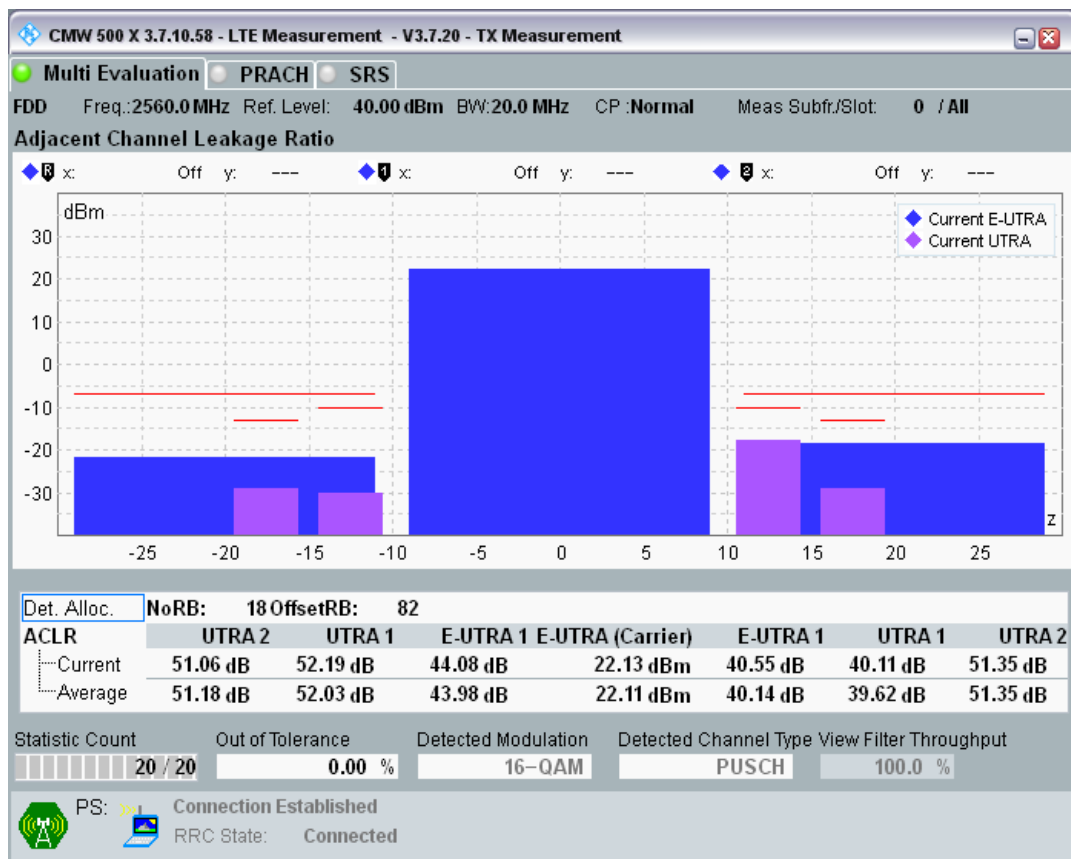 CMW 500 X 3.7.10.58 - LTE Measurement - V3.7.20 - TX Measurement
Multi Evaluation PRACH SRS
FDD Freq.:2560.0 MHz Ref. Level: 40.00 dBm BW:20.0 MHz CP :Normal Meas Subfr./Slot: 0 / All
Adjacent Channel Leakage Ratio
R x: Off y: --- 1 x: Off y: --- 2 x: Off y: ---
dBm
Current E-UTRA
Current UTRA
30
20
10
0
-10
-20
-30
z
-25 -20 -15 -10 -5 0 5 10 15 20 25
Det. Alloc. NoRB: 18 OffsetRB: 82
ACLR UTRA 2 UTRA 1 E-UTRA 1 E-UTRA (Carrier) E-UTRA 1 UTRA 1 UTRA 2
Current 51.06 dB 52.19 dB 44.08 dB 22.13 dBm 40.55 dB 40.11 dB 51.35 dB
Average 51.18 dB 52.03 dB 43.98 dB 22.11 dBm 40.14 dB 39.62 dB 51.35 dB
Statistic Count Out of Tolerance Detected Modulation Detected Channel Type View Filter Throughput
20 / 20 0.00 % 16-QAM PUSCH 100.0 %
PS: Connection Established
RRC State: Connected